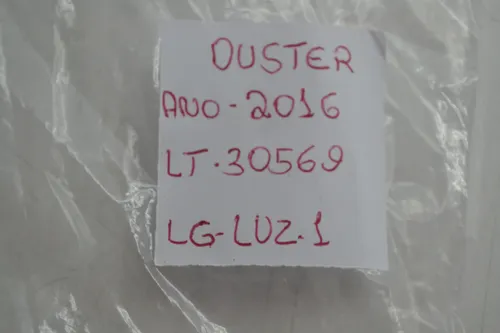 DUSTER
ANO-2016
LT.30569
LG-LUZ.1